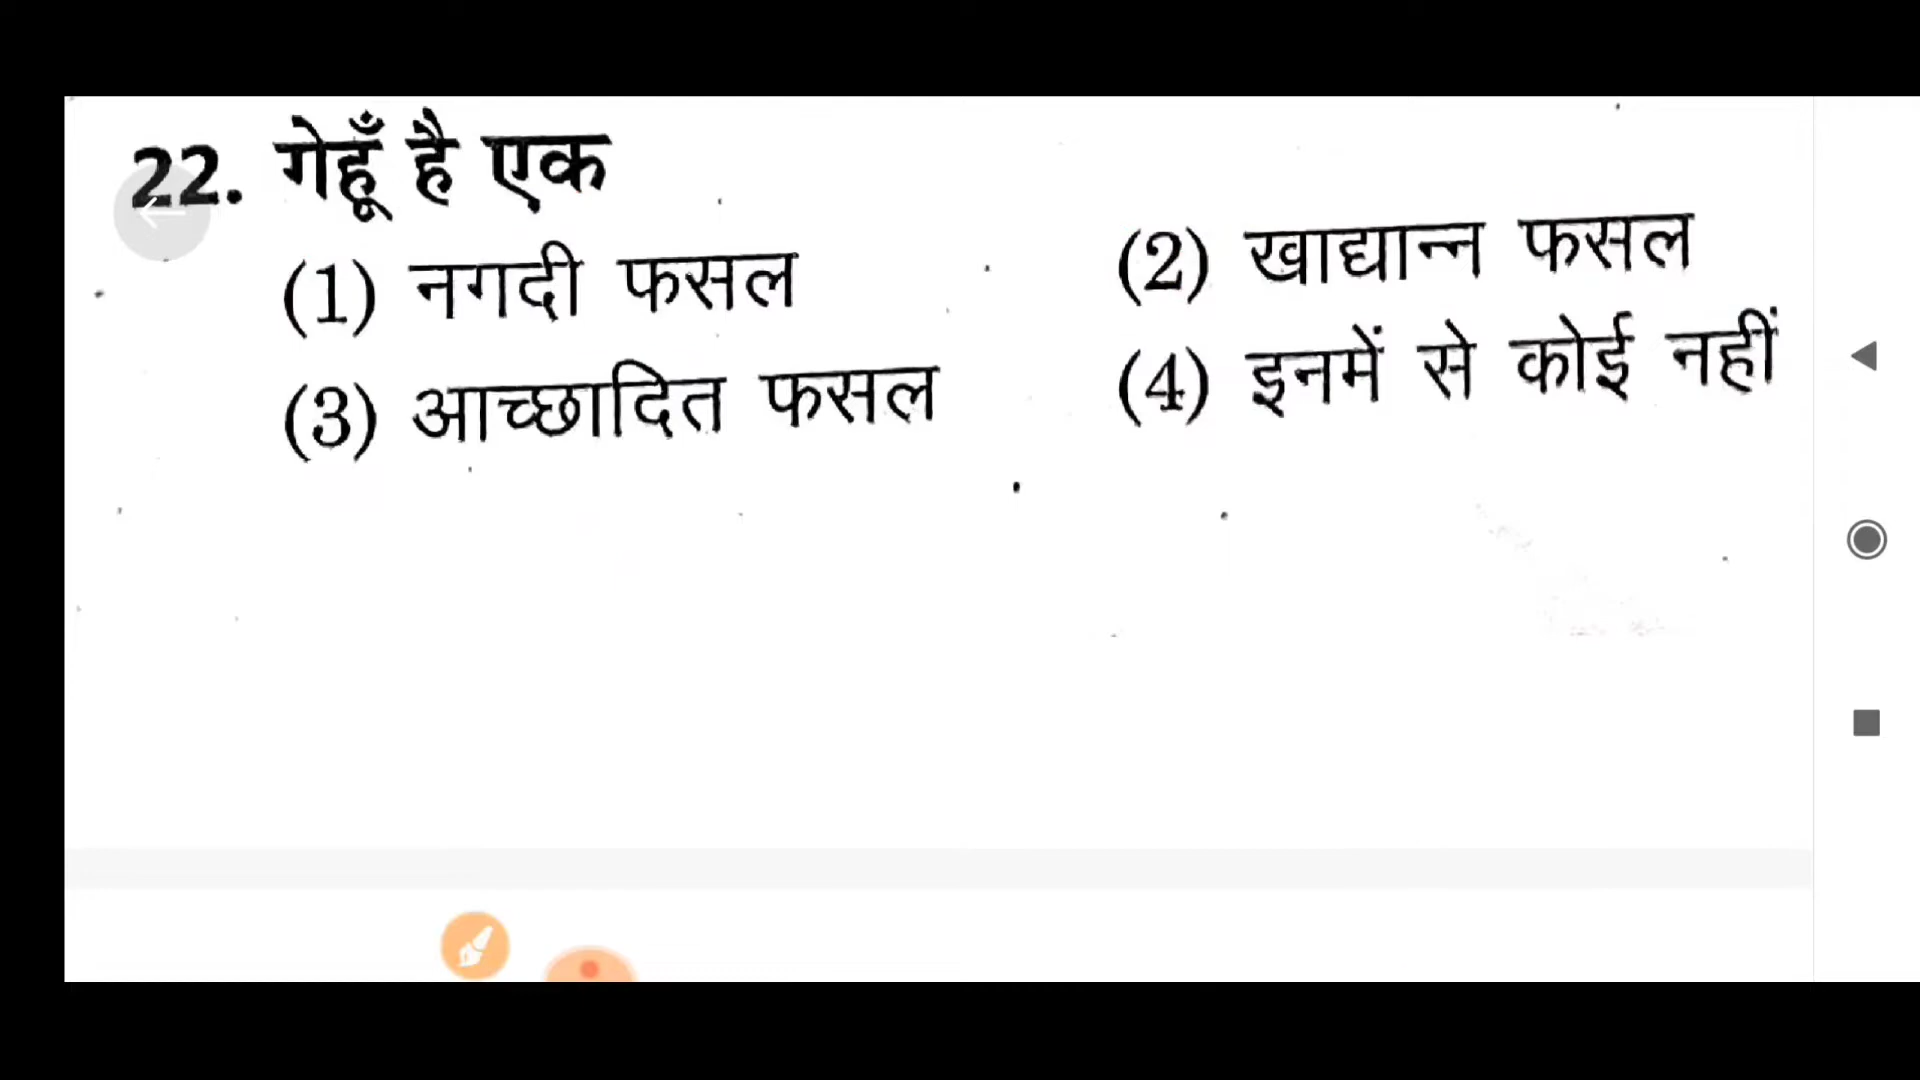 22. गेहूँ है एक
(1) नगदी फसल (2) खाद्यान्न फसल
(3) आच्छादित फसल (4) इनमें से कोई नहीं